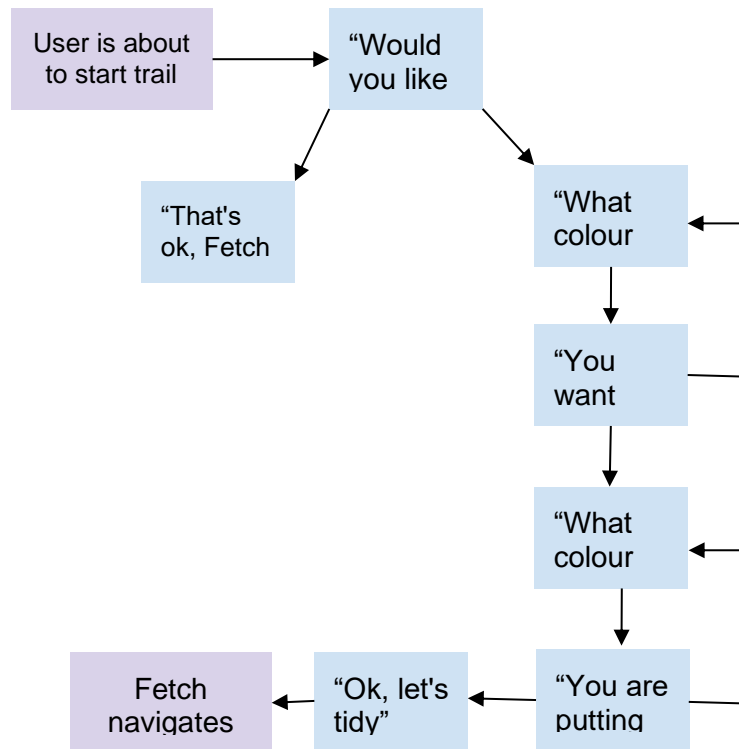 User is about
to start trail
“Would
you like
“That's
ok, Fetch
“What
colour
“You
want
“What
colour
“You are
putting
“Ok, let's
tidy”
Fetch
navigates